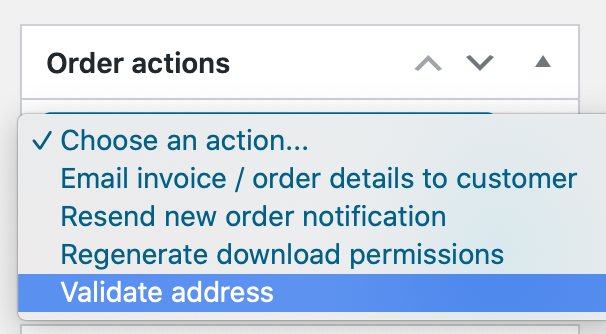 Order actions
✓ Choose an action...
Email invoice / order details to customer
Resend new order notification
Regenerate download permissions
Validate address